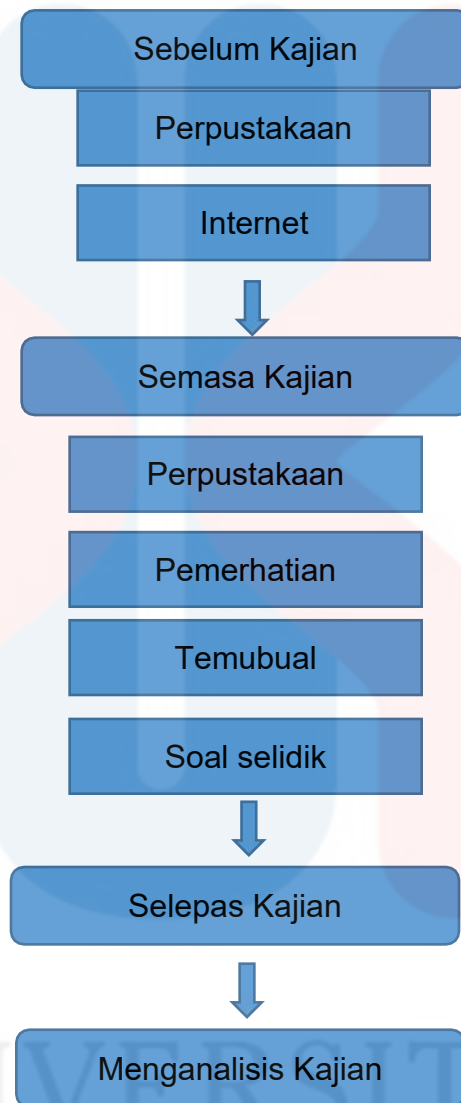 Sebelum Kajian
Perpustakaan
Internet
Semasa Kajian
Perpustakaan
Pemerhatian
Temubual
Soal selidik
Selepas Kajian
Menganalisis Kajian